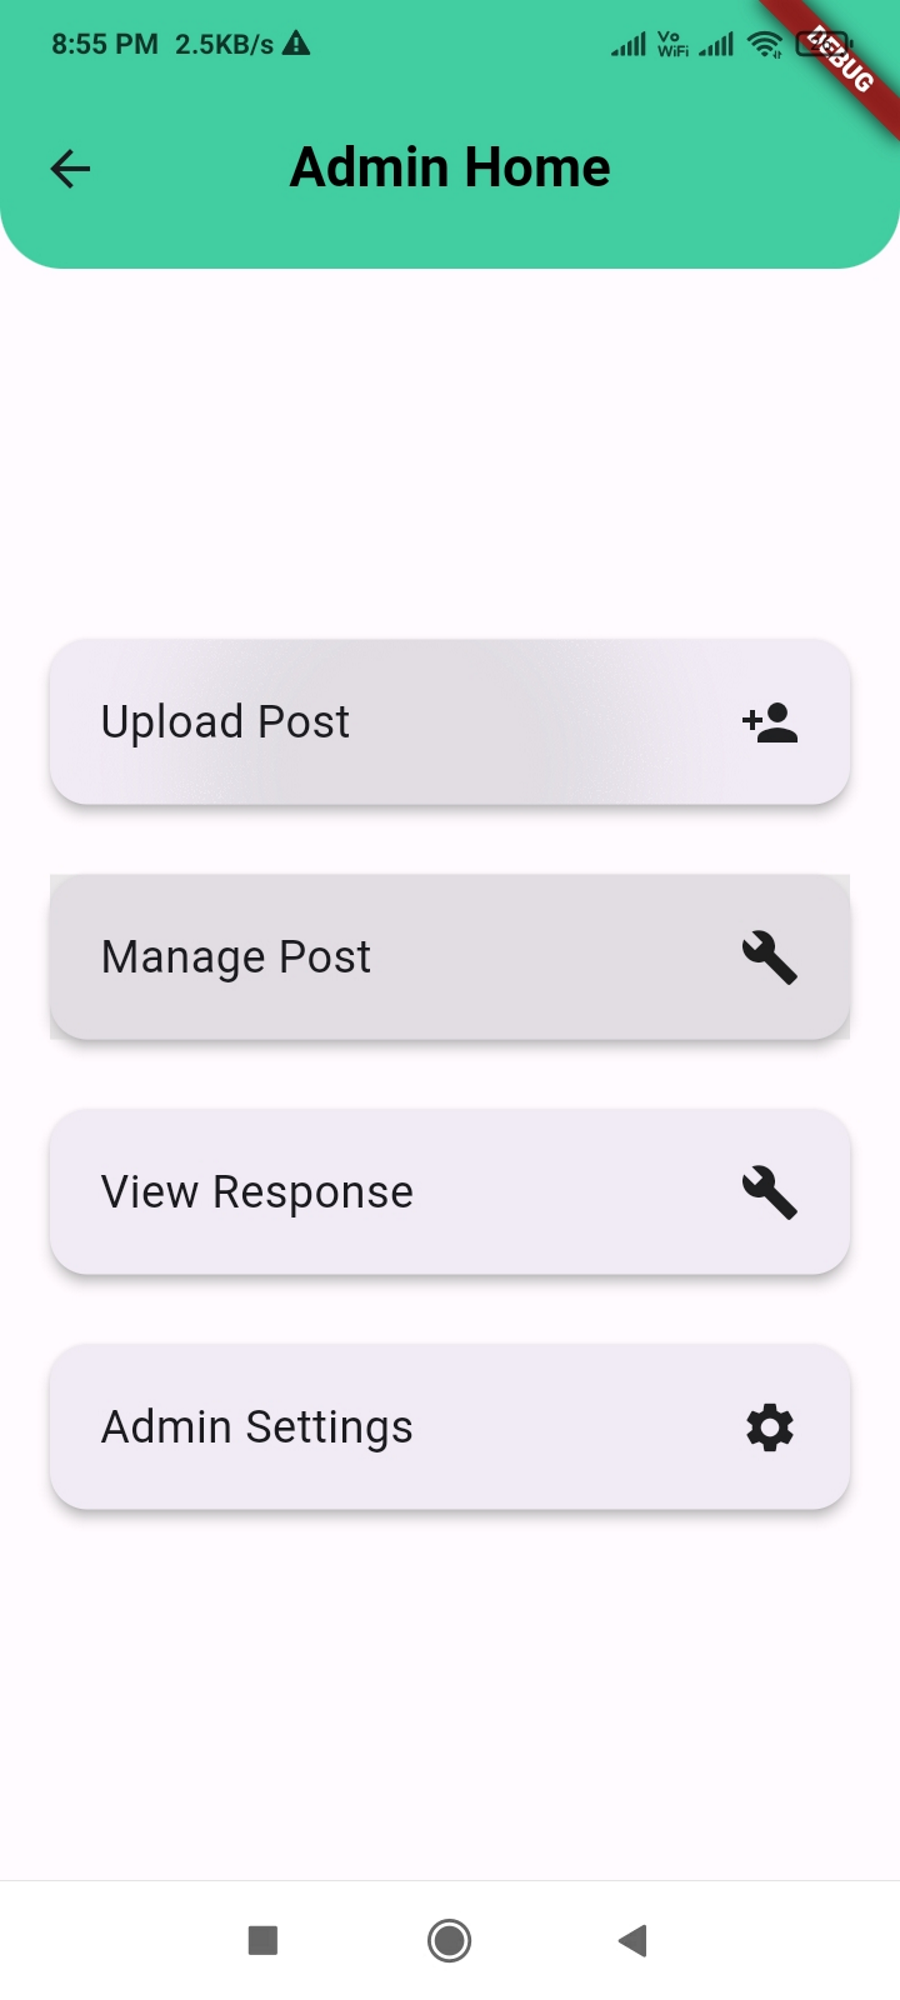 8:55 PM 2.5KB/s
Vo
WiFi
DEBUG
Admin Home
Upload Post
Manage Post
View Response
Admin Settings